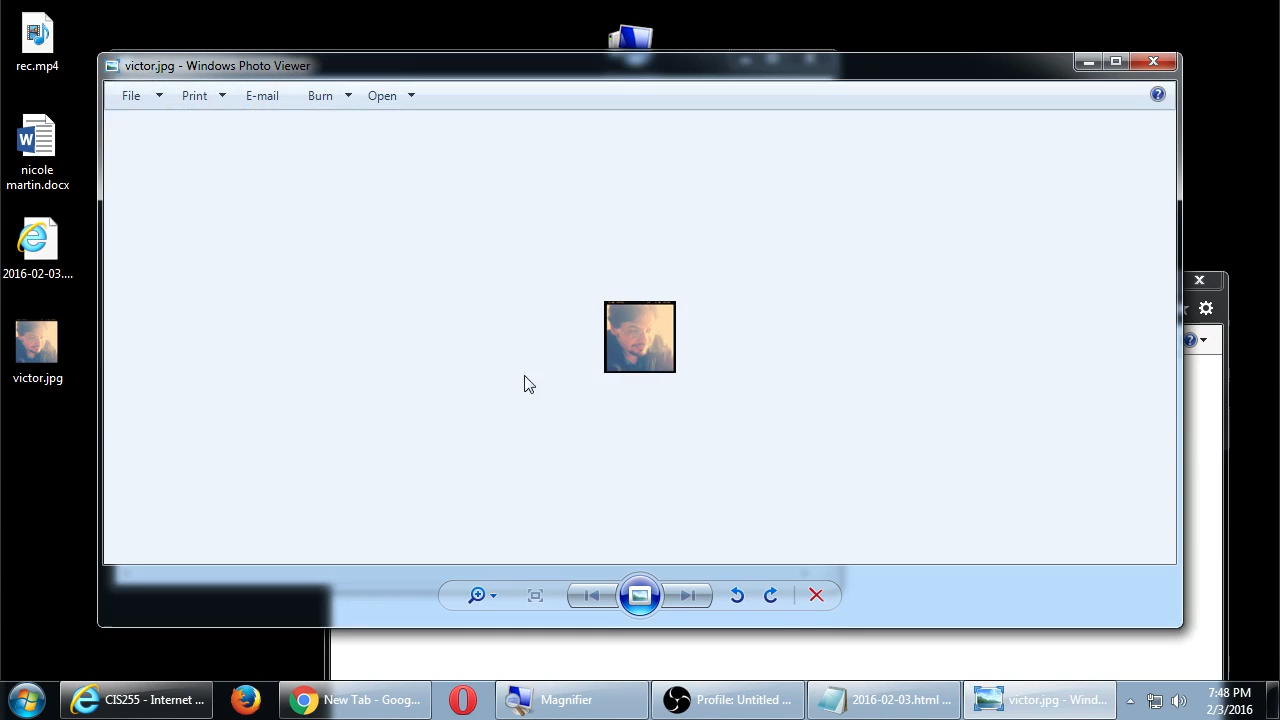 rec.mp4
nicole
martin.docx
2016-02-03....
victor.jpg
victor.jpg - Windows Photo Viewer
File
Print
E-mail
Burn
Open
CIS255 - Internet ...
New Tab - Goog...
Magnifier
Profile: Untitled ...
2016-02-03.html ...
victor.jpg - Wind...
7:48 PM
2/3/2016